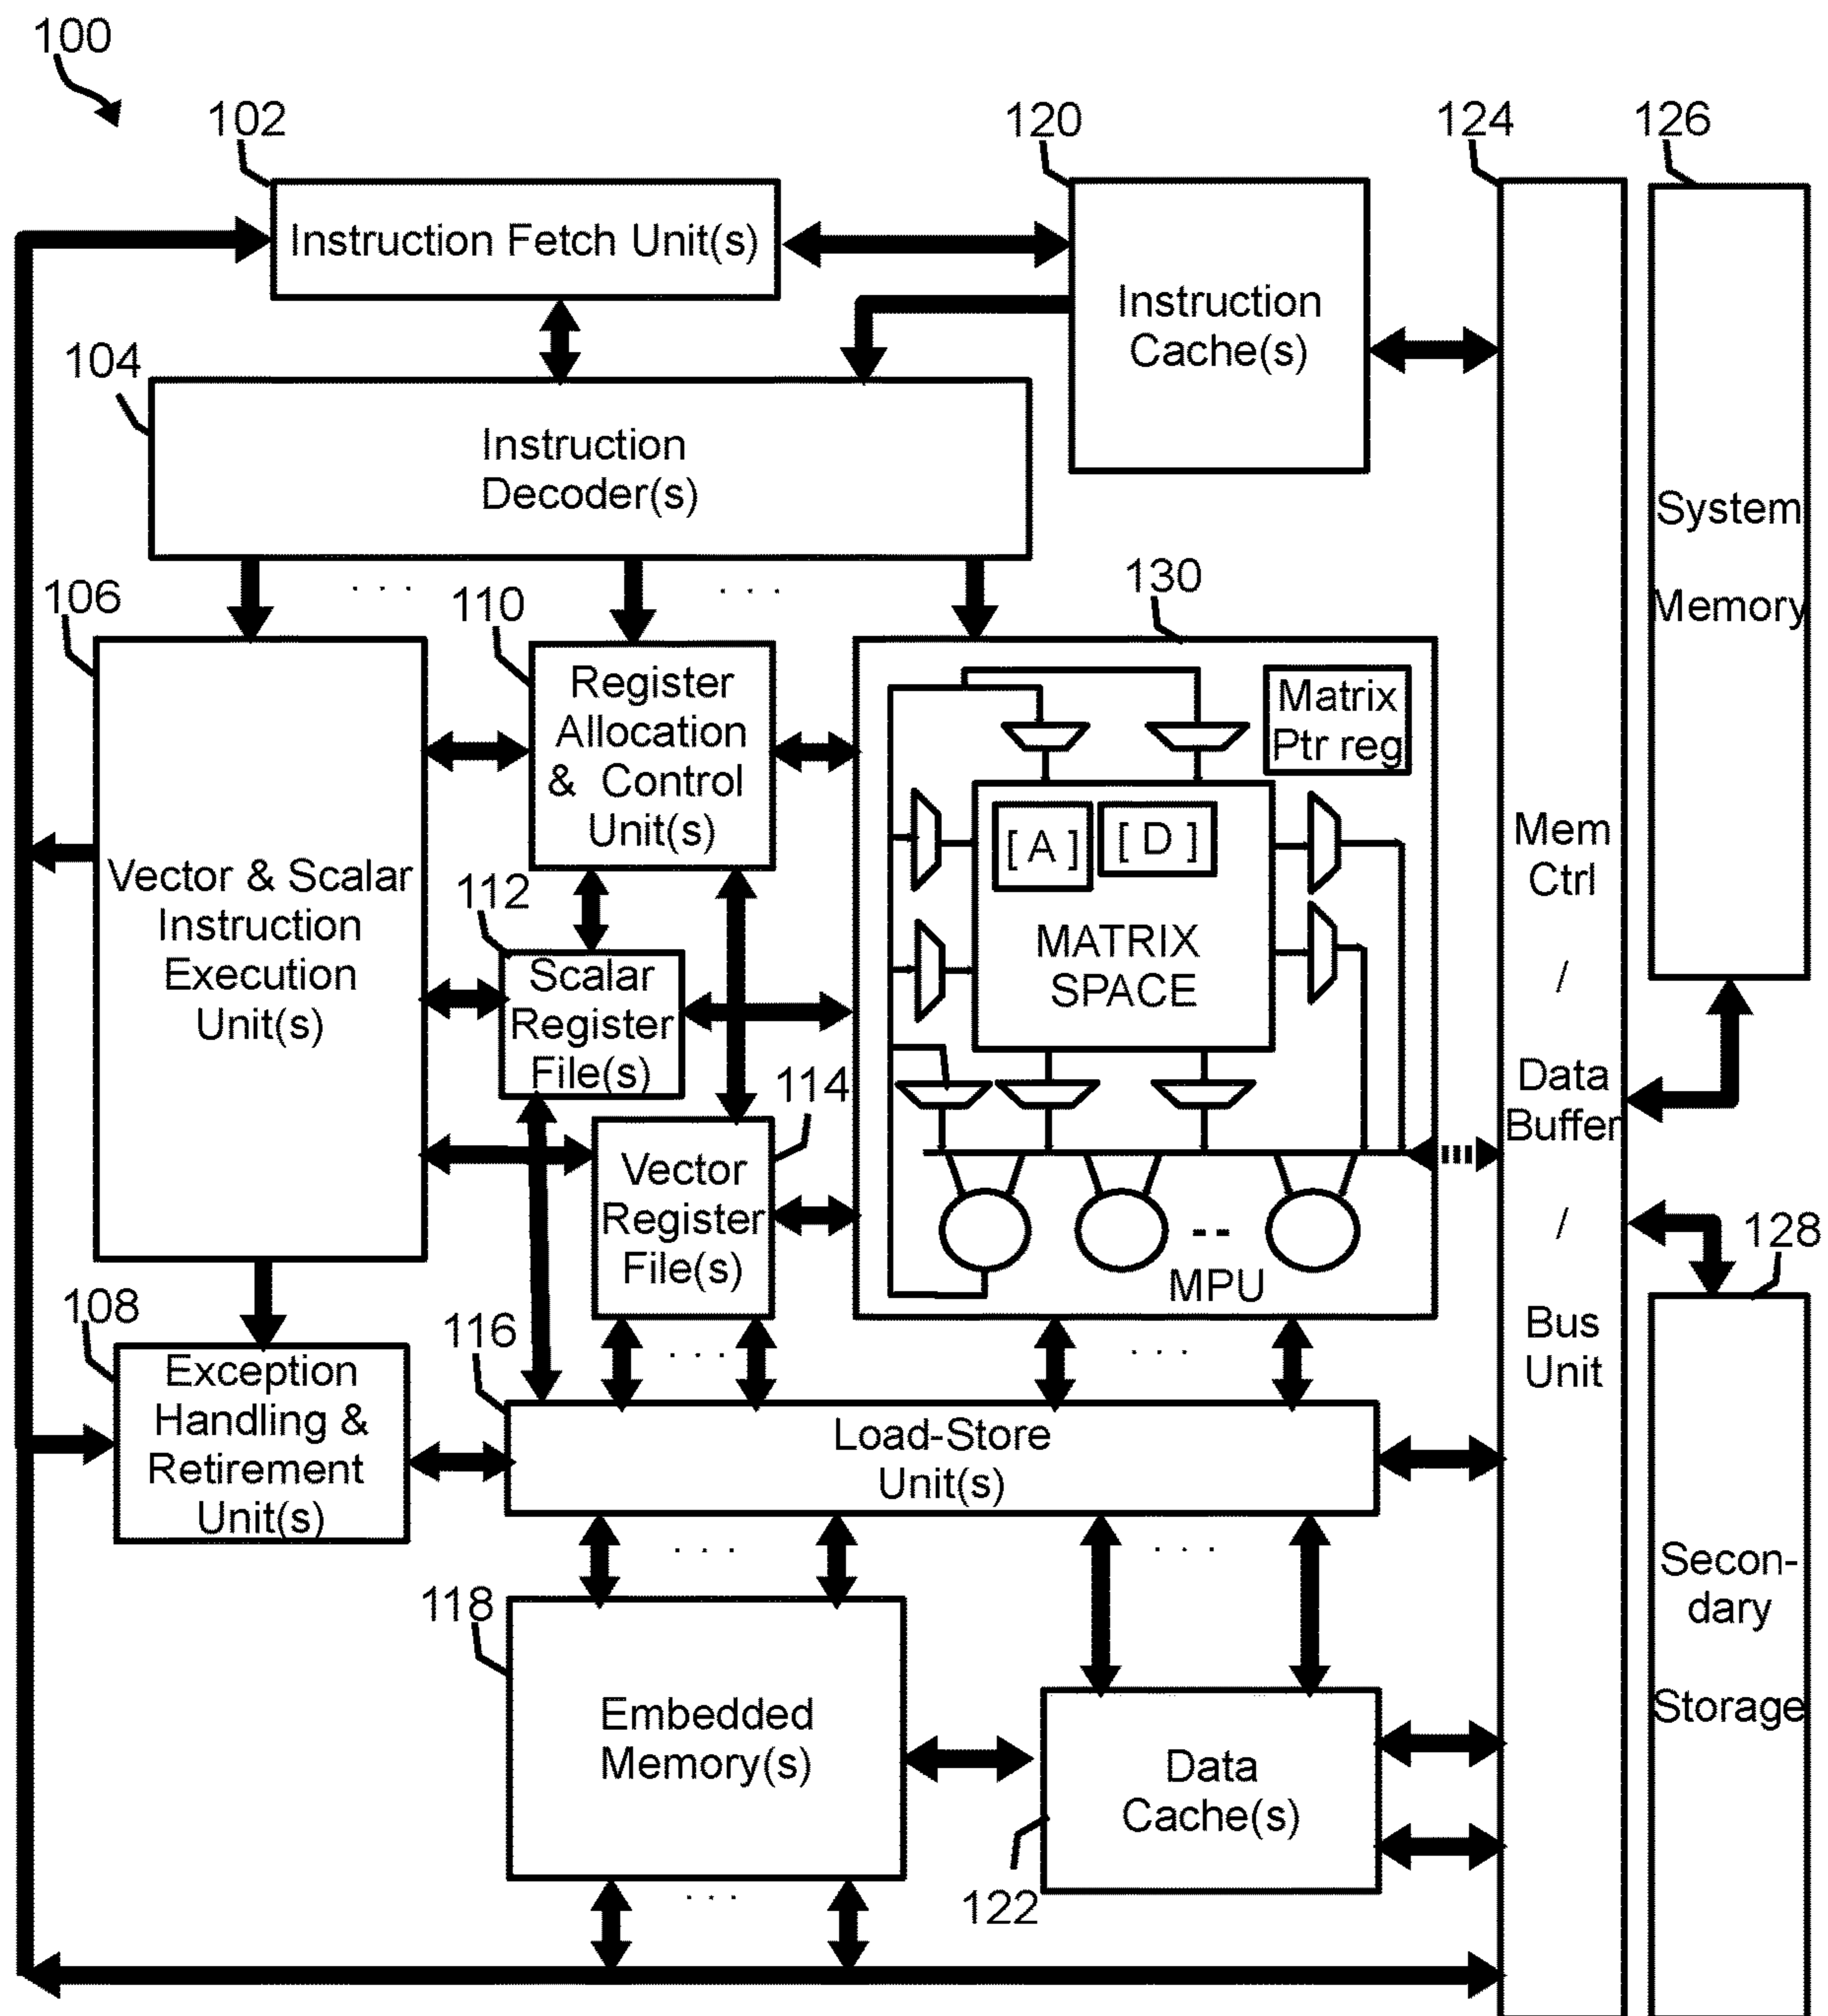 100
102
120
124
126
Instruction Fetch Unit(s)
Instruction
Cache(s)
104
Instruction
Decoder(s)
System
Memory
. . .
. . .
106
110
130
Register
Allocation
& Control
Unit(s)
Matrix
Ptr reg
[ A ]
[ D ]
MATRIX
SPACE
Mem
Ctrl
/
Data
Buffer
/
Bus
Unit
Vector & Scalar
Instruction
Execution
Unit(s)
112
Scalar
Register
File(s)
114
Vector
Register
File(s)
--
MPU
128
108
Exception
Handling &
Retirement
Unit(s)
116
. . .
. . .
Load-Store
Unit(s)
. . .
. . .
118
Embedded
Memory(s)
Data
Cache(s)
122
. . .
Secon-
dary
Storage